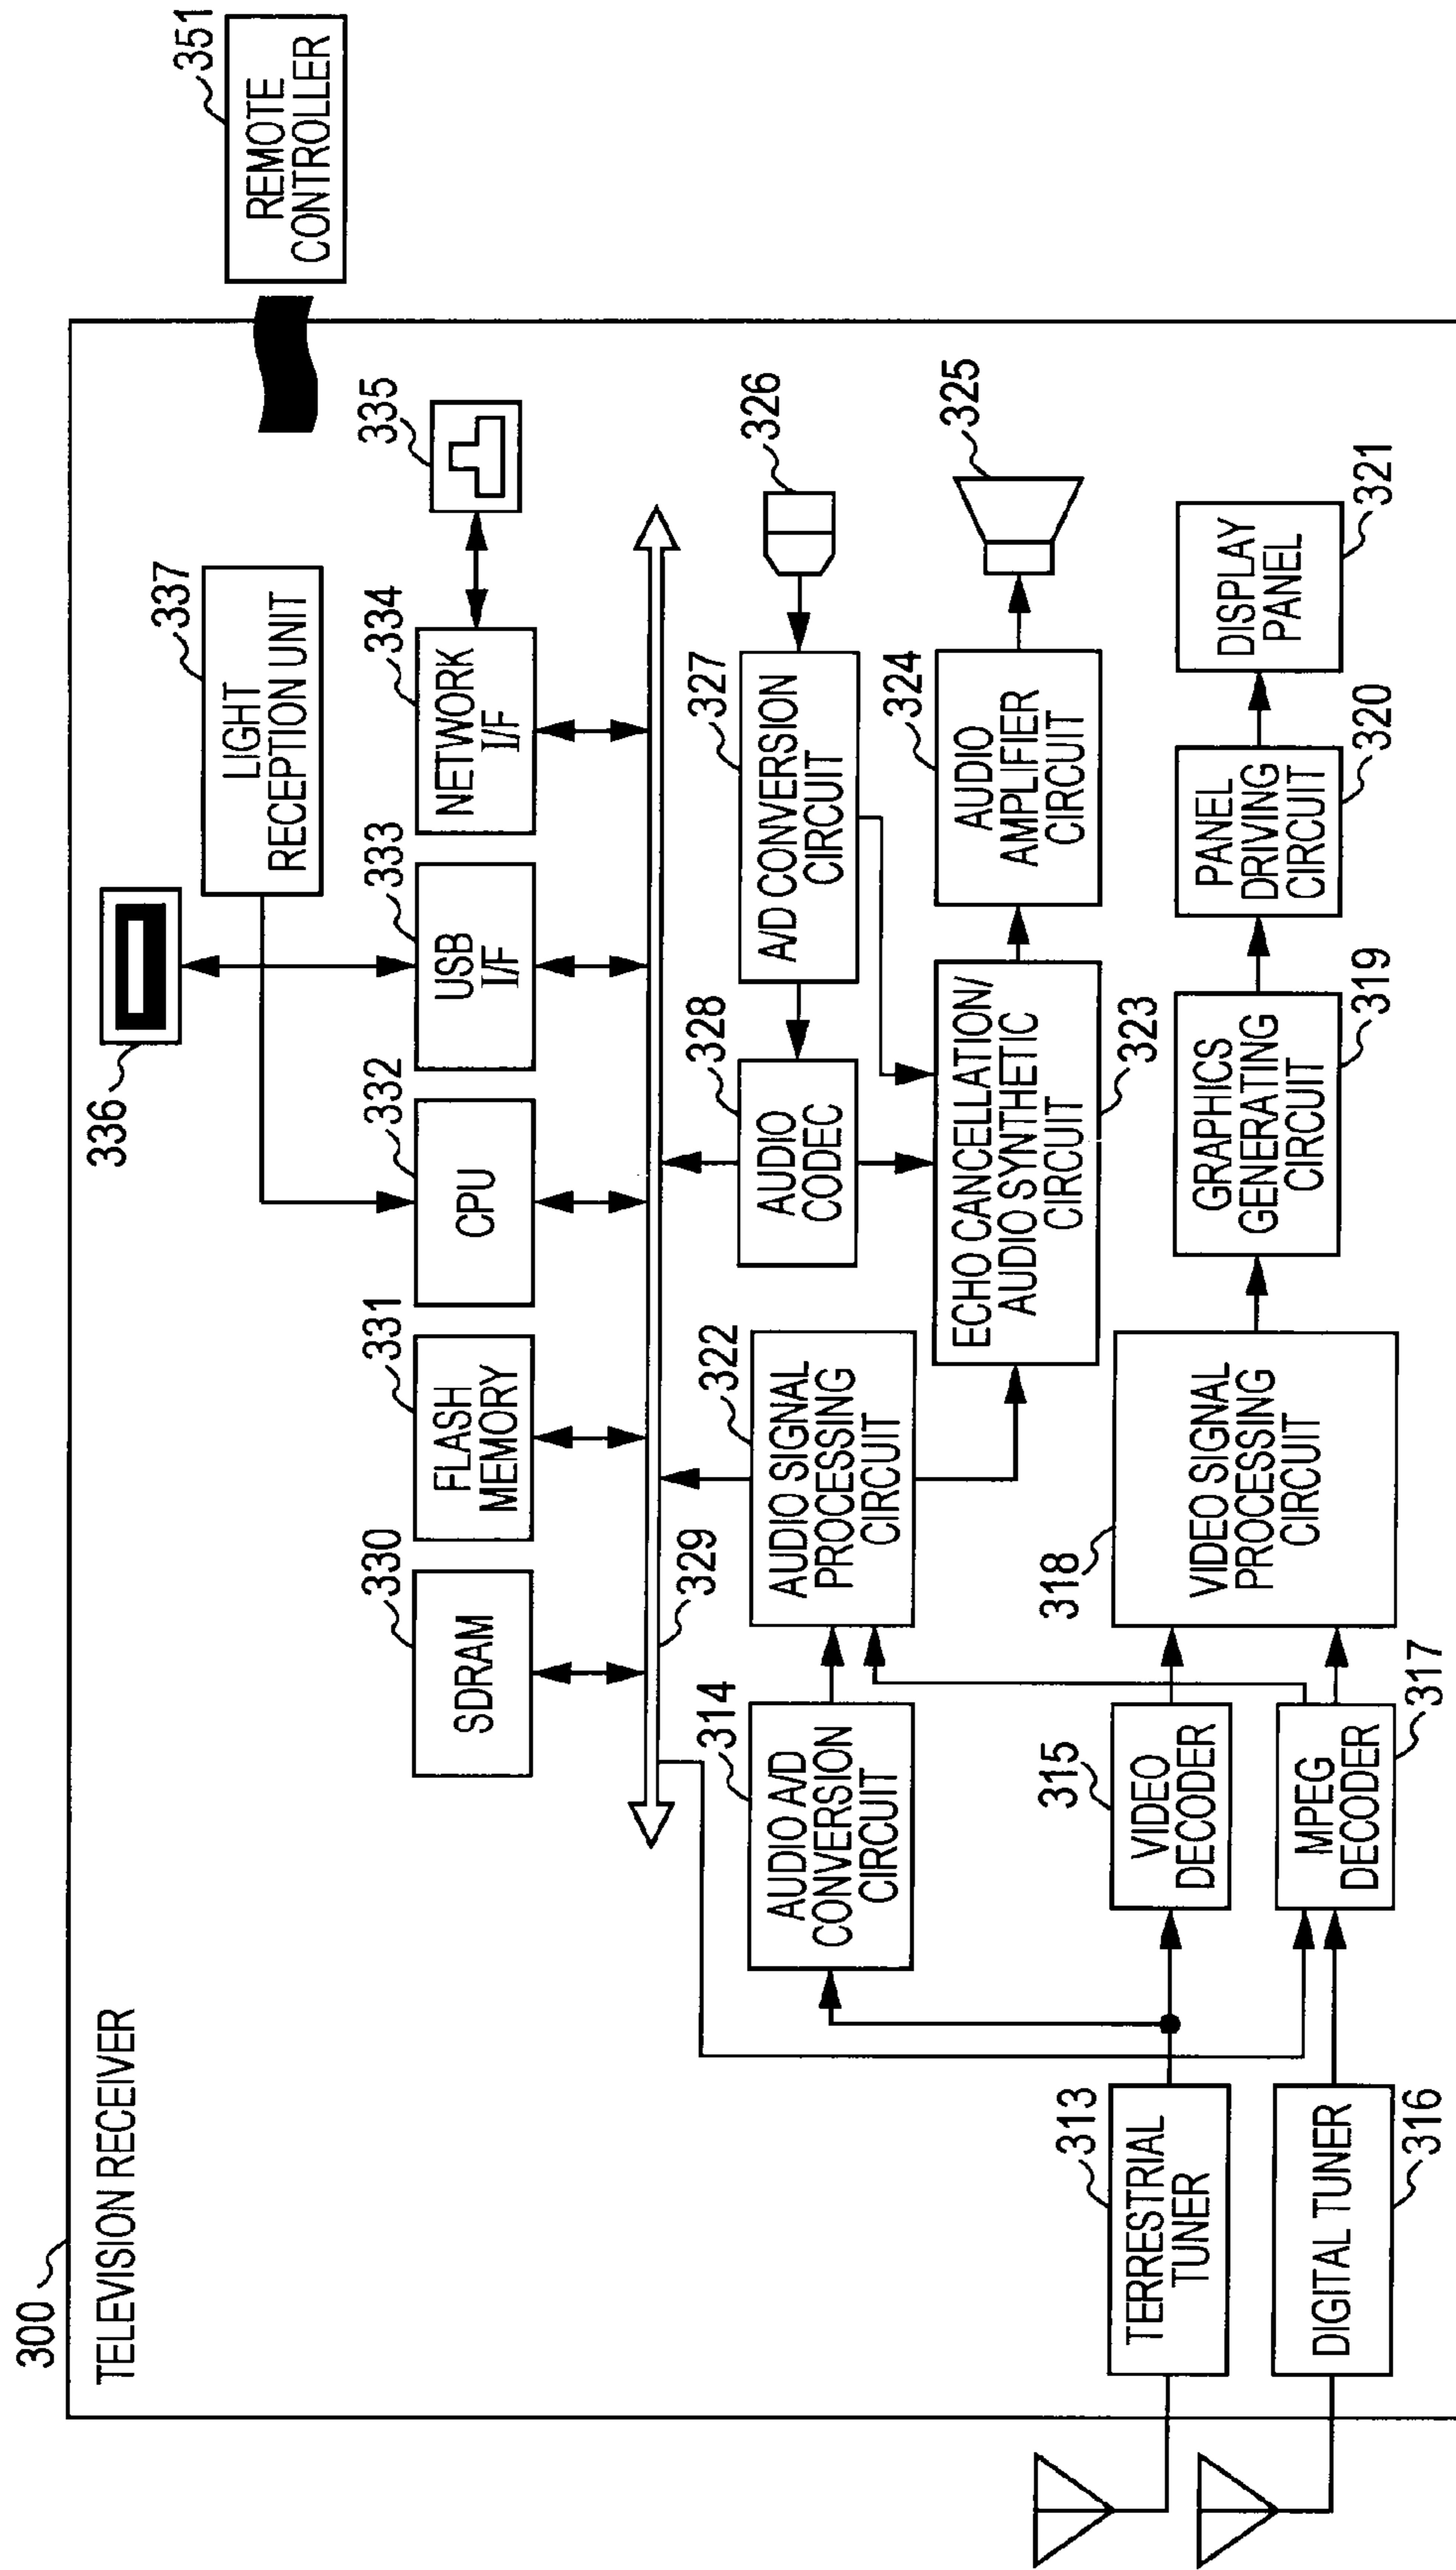 300
TELEVISION RECEIVER
351
REMOTE
CONTROLLER
336
337
LIGHT
RECEPTION UNIT
335
330
SDRAM
331
FLASH
MEMORY
332
CPU
333
USB
I/F
334
NETWORK
I/F
329
314
AUDIO A/D
CONVERSION
CIRCUIT
322
AUDIO SIGNAL
PROCESSING
CIRCUIT
328
AUDIO
CODEC
327
A/D CONVERSION
CIRCUIT
326
ECHO CANCELLATION/
AUDIO SYNTHETIC
CIRCUIT
323
324
AUDIO
AMPLIFIER
CIRCUIT
325
313
TERRESTRIAL
TUNER
315
VIDEO
DECODER
318
VIDEO SIGNAL
PROCESSING
CIRCUIT
GRAPHICS
GENERATING
CIRCUIT
319
PANEL
DRIVING
CIRCUIT
320
DISPLAY
PANEL
321
DIGITAL TUNER
316
MPEG
DECODER
317